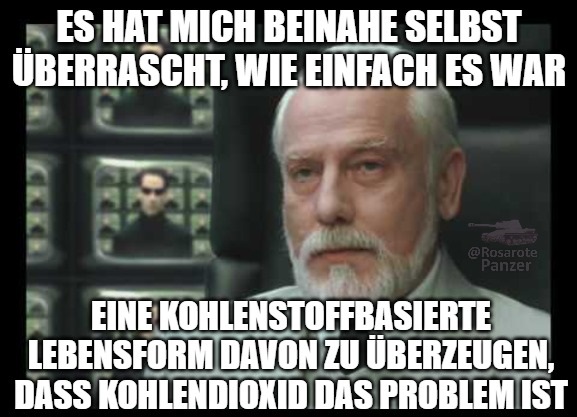 ES HAT MICH BEINAHE SELBST
ÜBERRASCHT, WIE EINFACH ES WAR
@Rosarote
Panzer
EINE KOHLENSTOFFBASIERTE
LEBENSFORM DAVON ZU ÜBERZEUGEN,
DASS KOHLENDIOXID DAS PROBLEM IST